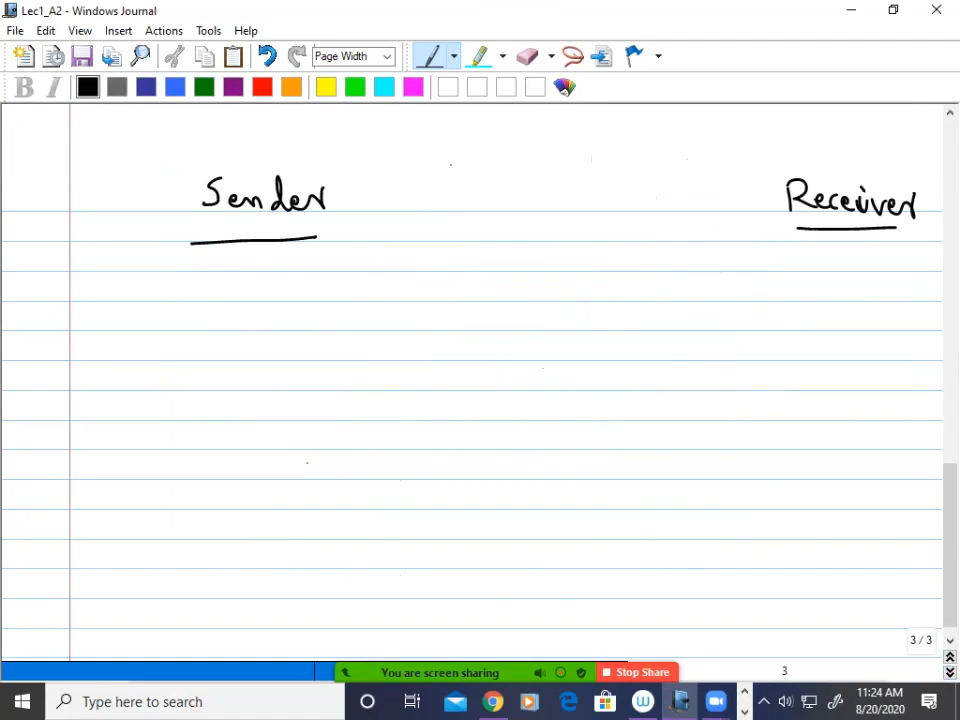 Lec1_A2 - Windows Journal
File Edit View Insert Actions Tools Help
Page Width
B I
Sender Receiver
3 / 3
You are screen sharing Stop Share 3
Type here to search
11:24 AM
8/20/2020